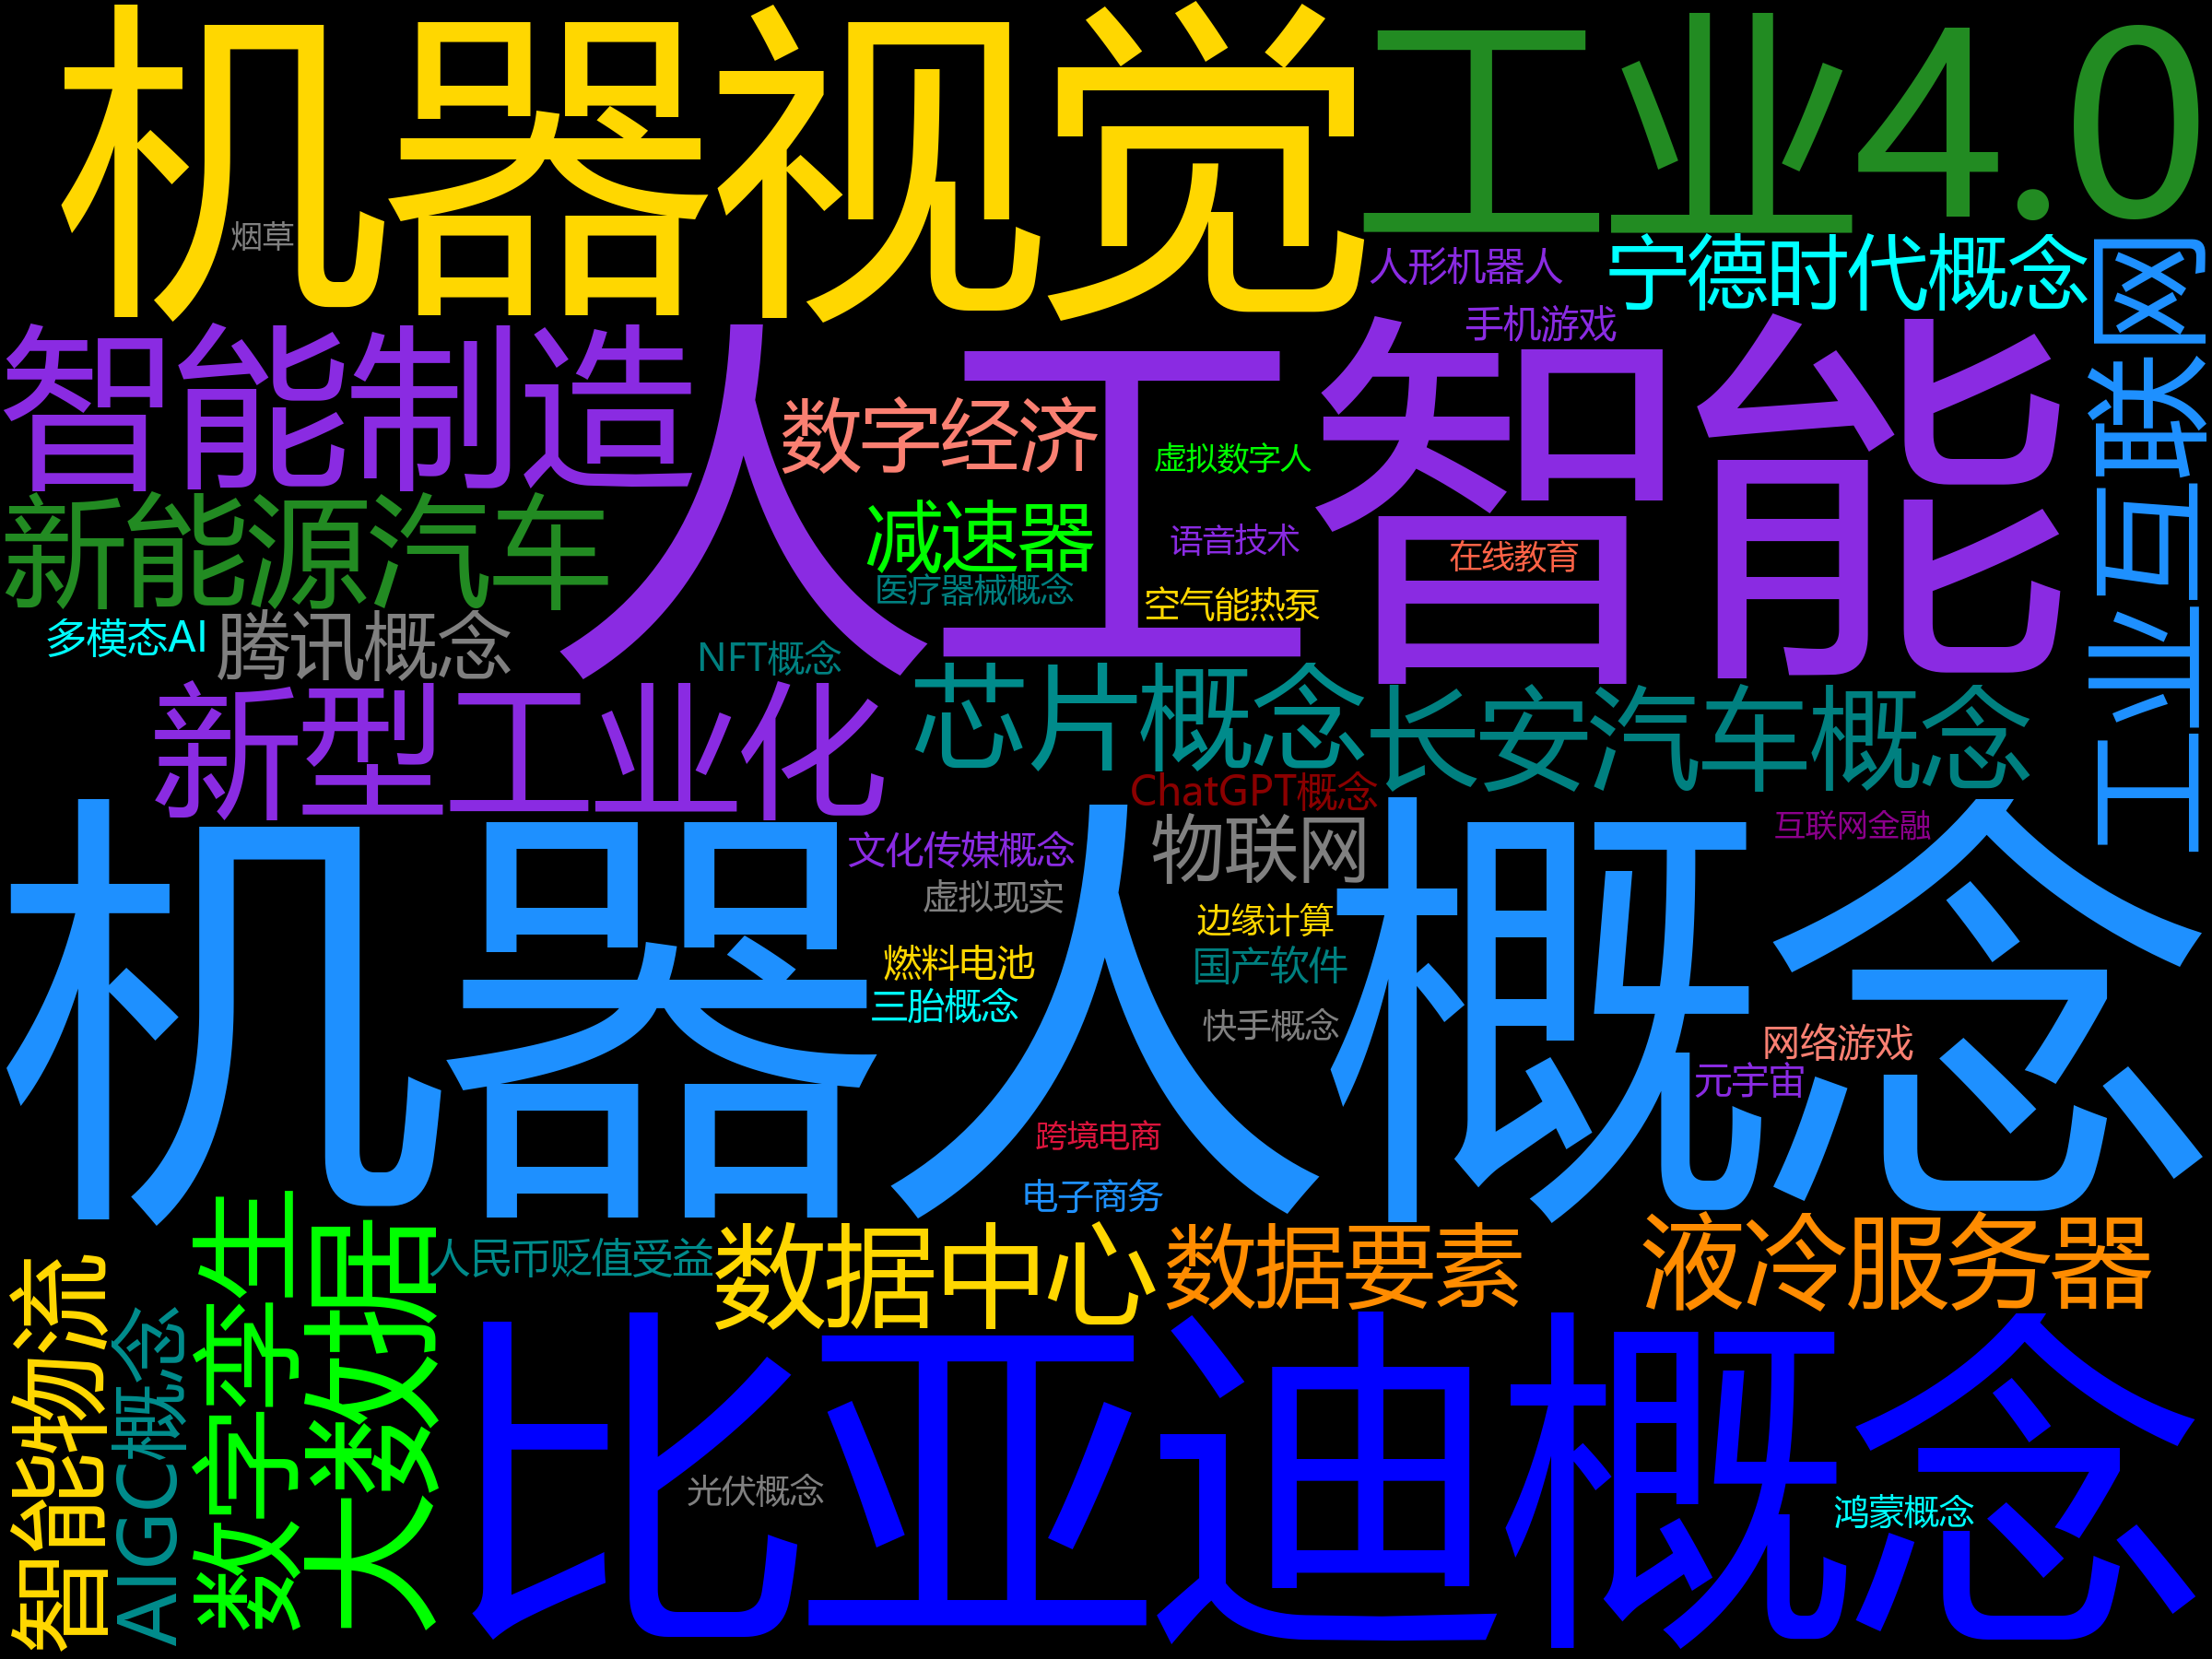 机器视觉
工业4.0
烟草
人形机器人
宁德时代概念
工业互联网
手机游戏
智能制造
人工智能
数字经济
虚拟数字人
新能源汽车
减速器
语音技术
在线教育
医疗器械概念
空气能热泵
多模态AI
腾讯概念
NFT概念
新型工业化
芯片概念
长安汽车概念
ChatGPT概念
机器人概念
文化传媒概念
物联网
互联网金融
虚拟现实
边缘计算
燃料电池
国产软件
三胎概念
快手概念
网络游戏
元宇宙
跨境电商
电子商务
人民币贬值受益
数据中心
数据要素
液冷服务器
智能物流
AIGC概念
数字孪生
大数据
比亚迪概念
光伏概念
鸿蒙概念